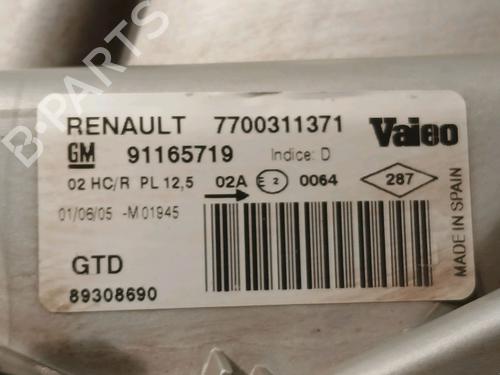 RENAULT 7700311371 Valeo
GM 91165719 Indice: D
02 HC/R PL 12,5 02A E2 0064 287
01/06/05 -M 01945
GTD
89308690
MADE IN SPAIN
B-PARTS